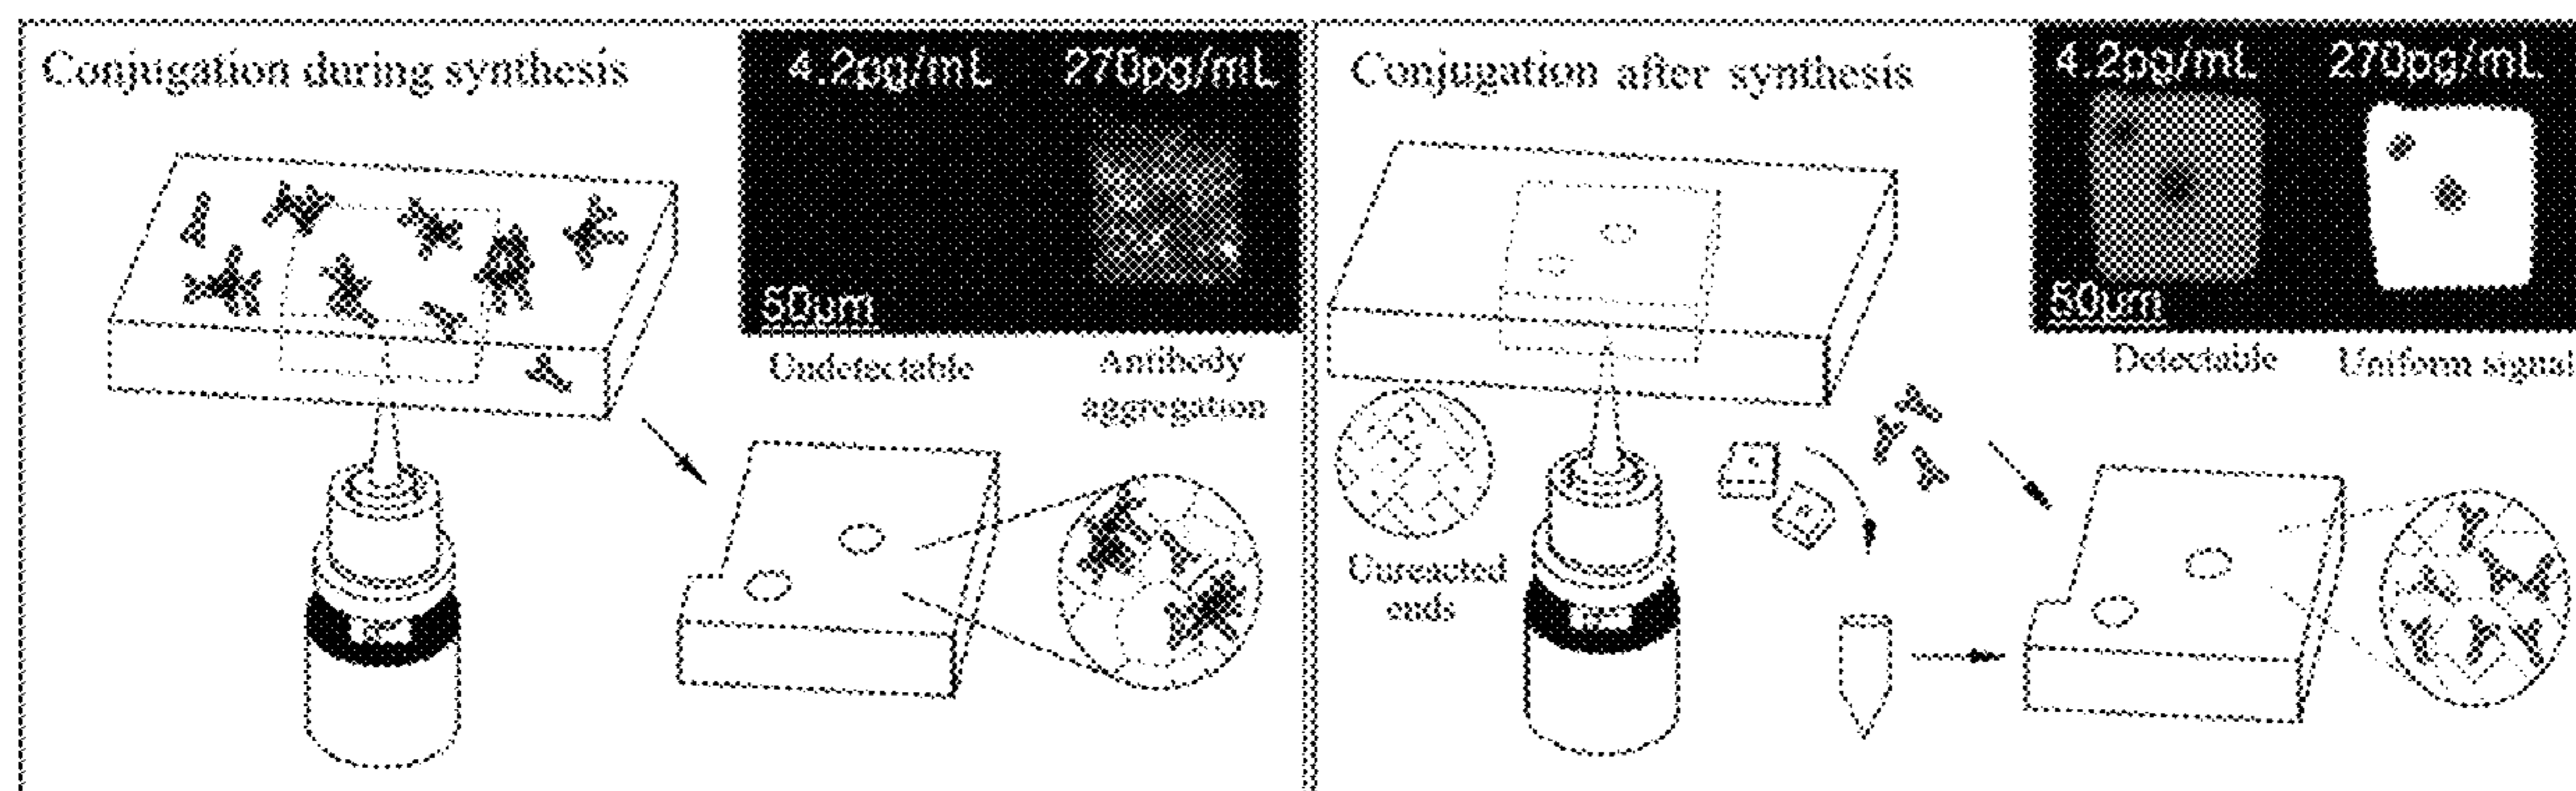 Conjugation during synthesis
4.2pg/mL 270pg/mL
50um
Undetectable Antibody
aggregation
Conjugation after synthesis
4.2pg/mL 270pg/mL
50um
Detectable Uniform signal
Unreacted
ends